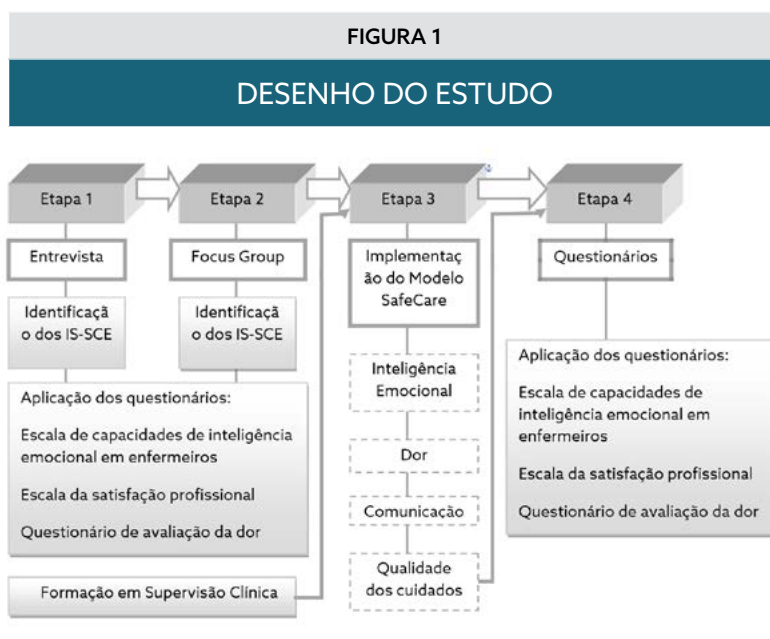 FIGURA 1
DESENHO DO ESTUDO
Etapa 1
Etapa 2
Etapa 3
Etapa 4
Entrevista
Focus Group
Implementaç
ão do Modelo
SafeCare
Questionários
Identificaçã
o dos IS-SCE
Identificaçã
o dos IS-SCE
Aplicação dos questionários:
Escala de capacidades de inteligência
emocional em enfermeiros
Escala da satisfação profissional
Questionário de avaliação da dor
Formação em Supervisão Clínica
Inteligência
Emocional
Dor
Comunicação
Qualidade
dos cuidados
Aplicação dos questionários:
Escala de capacidades de
inteligência emocional em
enfermeiros
Escala da satisfação profissional
Questionário de avaliação da dor